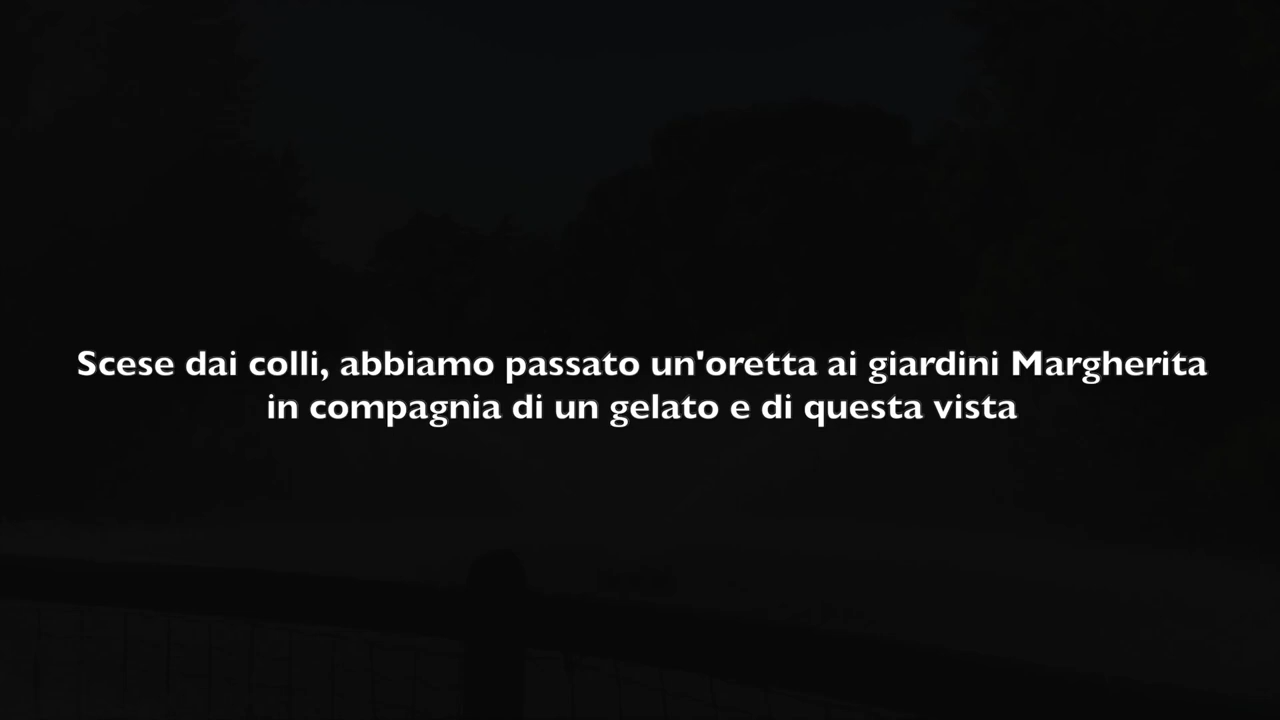 Scese dai colli, abbiamo passato un'oretta ai giardini Margherita
in compagnia di un gelato e di questa vista